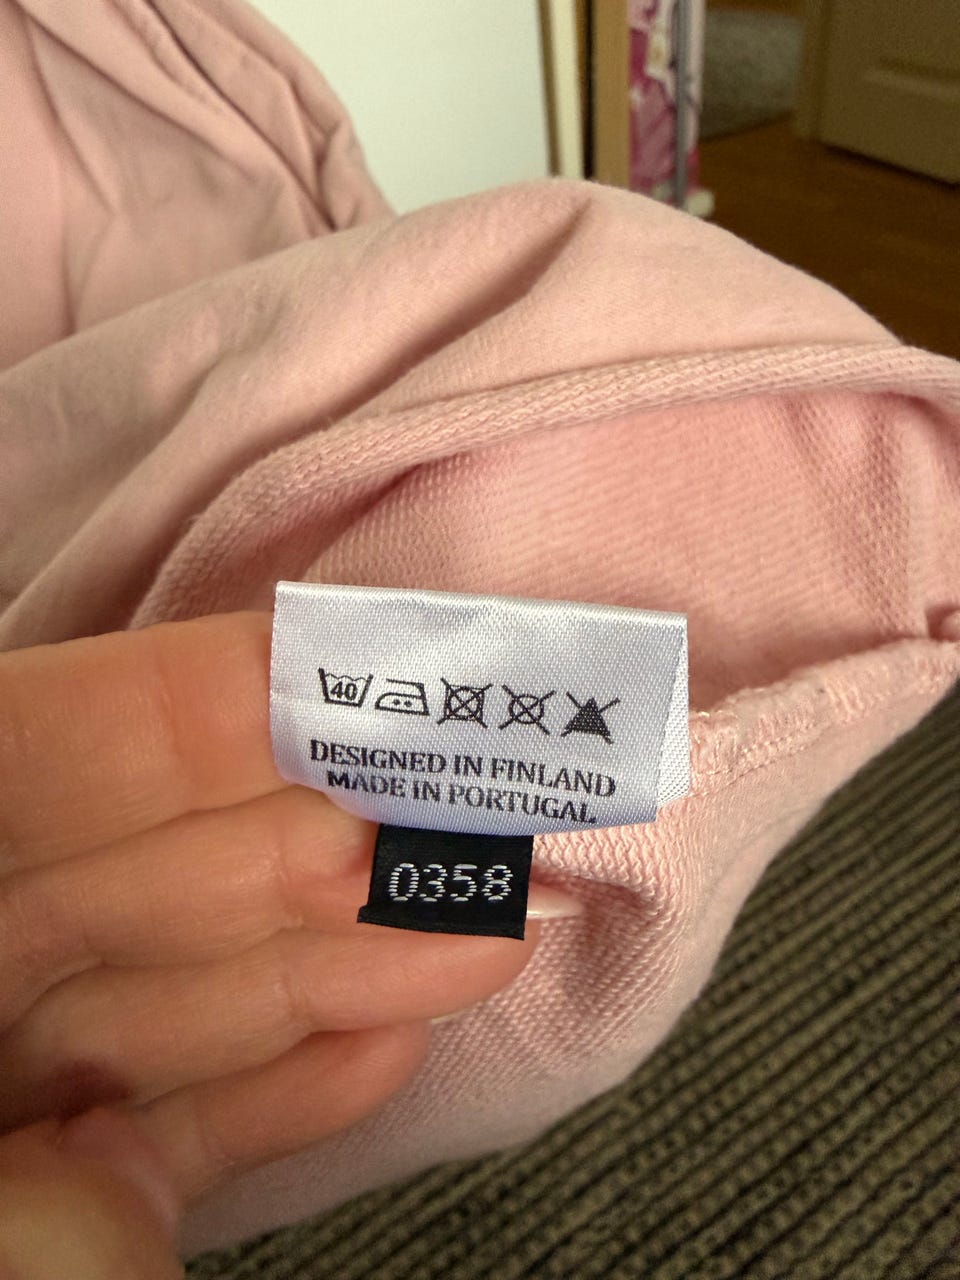 40
DESIGNED IN FINLAND
MADE IN PORTUGAL
0358